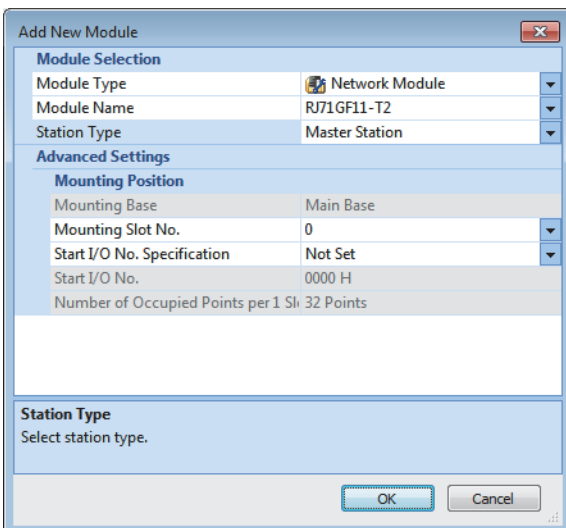 Add New Module
Module Selection
Module Type Network Module
Module Name RJ71GF11-T2
Station Type Master Station
Advanced Settings
Mounting Position
Mounting Base Main Base
Mounting Slot No. 0
Start I/O No. Specification Not Set
Start I/O No. 0000 H
Number of Occupied Points per 1 Sl 32 Points
Station Type
Select station type.
OK Cancel